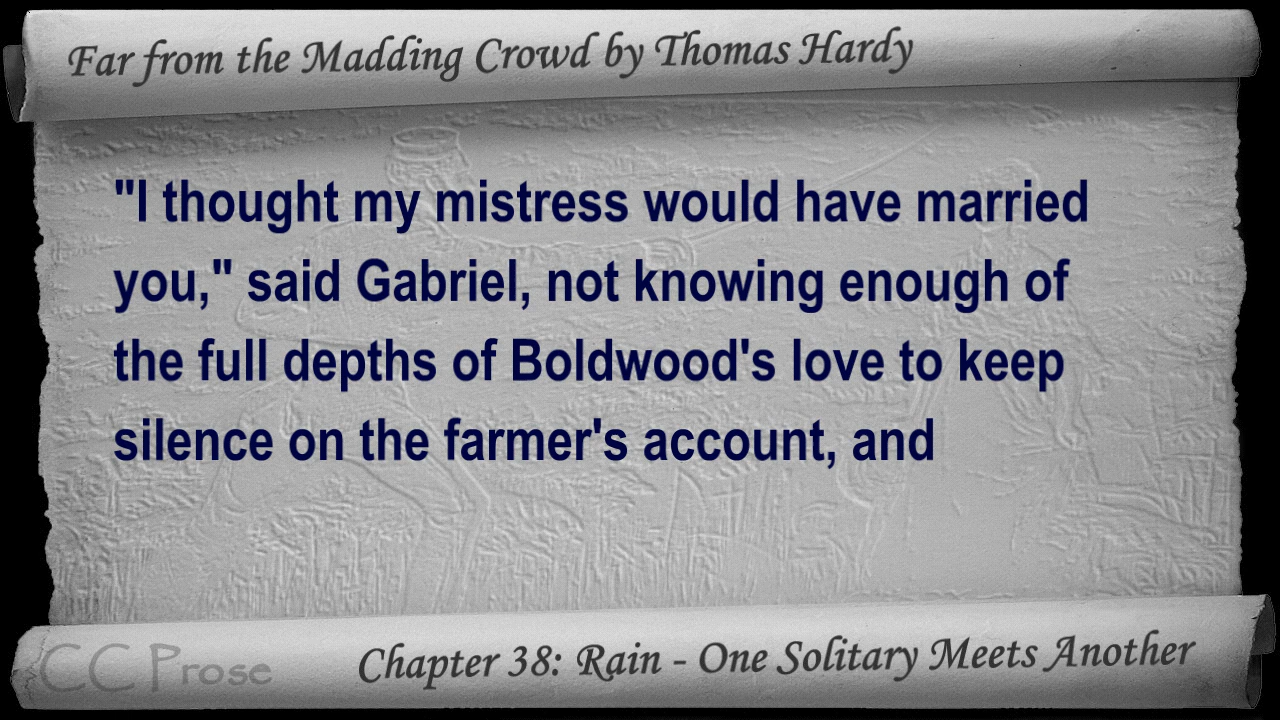 Far from the Madding Crowd by Thomas Hardy
"I thought my mistress would have married
you," said Gabriel, not knowing enough of
the full depths of Boldwood's love to keep
silence on the farmer's account, and
CC Prose
Chapter 38: Rain - One Solitary Meets Another